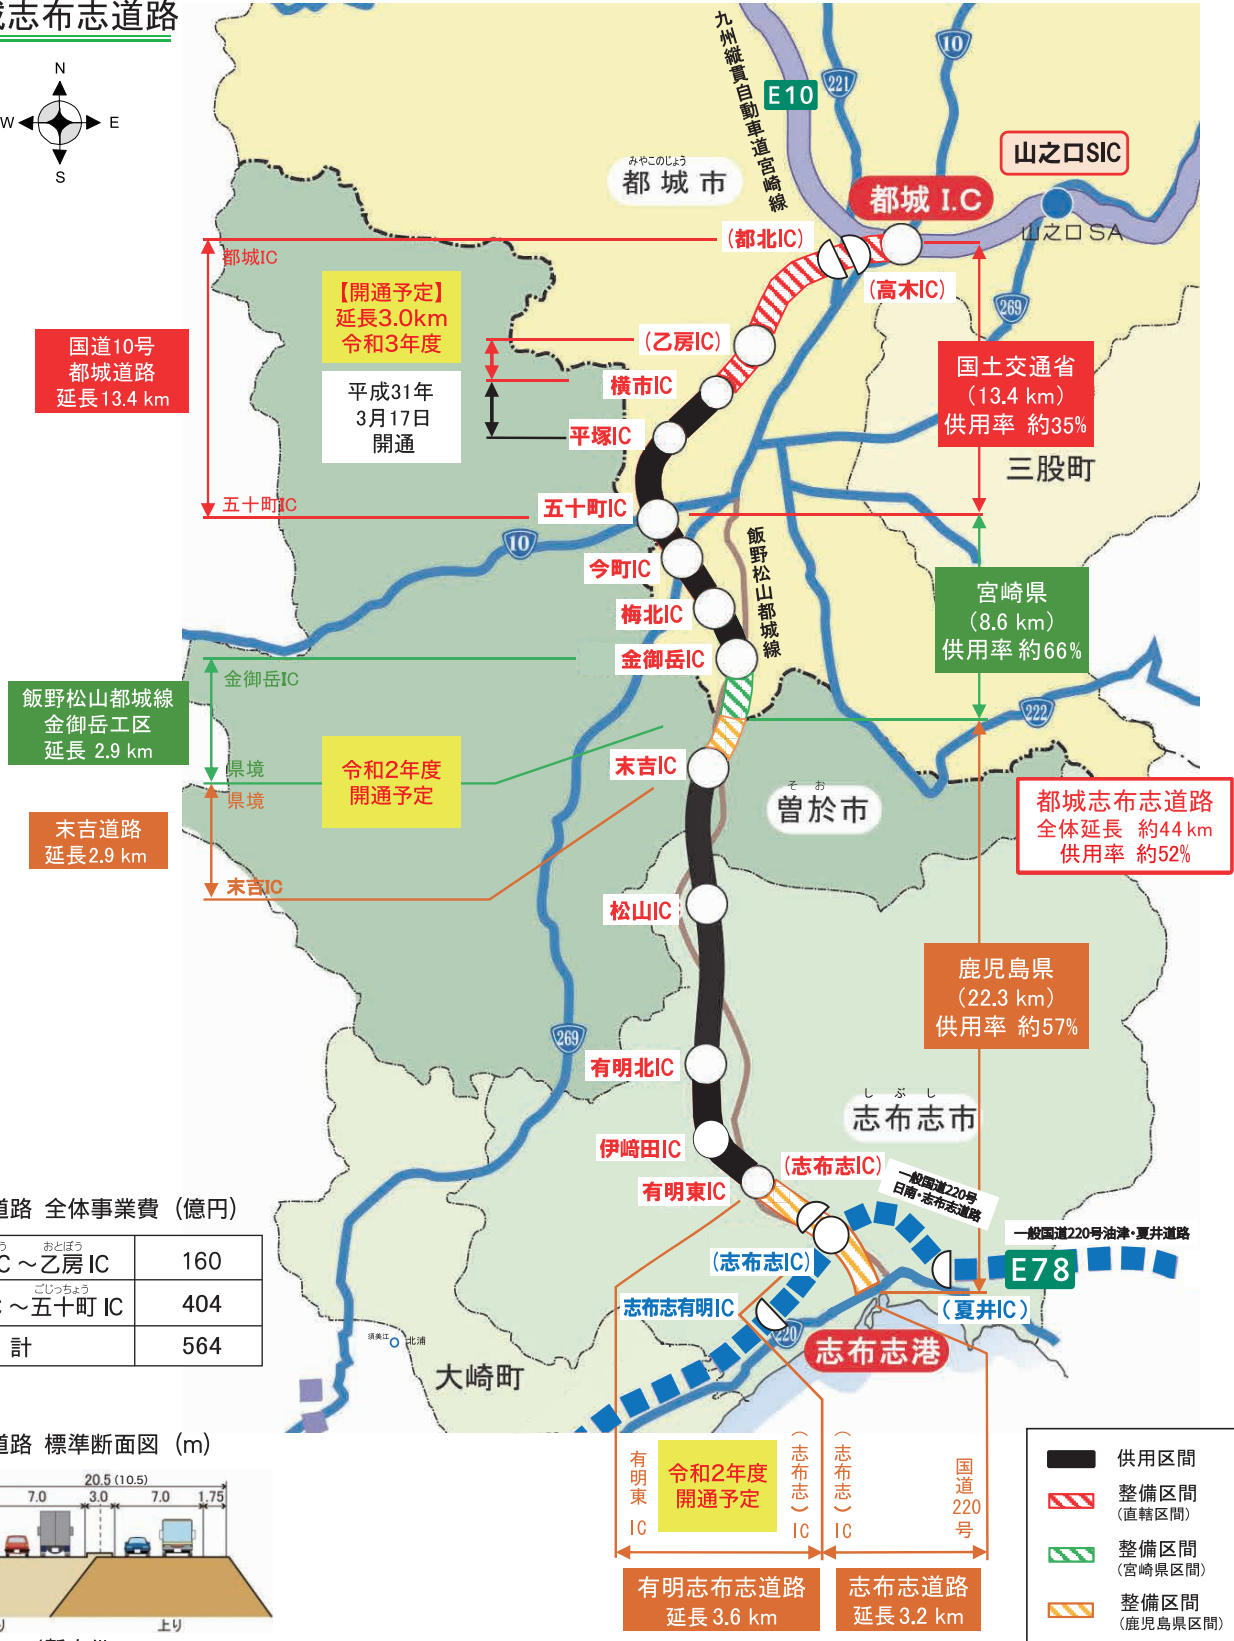 城志布志道路
N
W
E
S
九州縦貫自動車道宮崎線
E10
221
10
山之口SIC
みやこのじょう
都城市
都城 I.C
山之口SA
(都北IC)
(高木IC)
都城IC
【開通予定】
延長3.0km
令和3年度
269
国道10号
都城道路
延長13.4 km
(乙房IC)
国土交通省
(13.4 km)
供用率 約35%
横市IC
平成31年
3月17日
開通
平塚IC
三股町
五十町IC
五十町IC
10
飯野松山都城線
今町IC
宮崎県
(8.6 km)
供用率 約66%
梅北IC
金御岳IC
金御岳IC
飯野松山都城線
金御岳工区
延長 2.9 km
222
県境
県境
令和2年度
開通予定
末吉IC
そお
曽於市
都城志布志道路
全体延長 約44 km
供用率 約52%
末吉道路
延長2.9 km
末吉IC
松山IC
鹿児島県
(22.3 km)
供用率 約57%
269
有明北IC
しぶし
志布志市
伊﨑田IC
(志布志IC)
有明東IC
一般国道220号
日南・志布志道路
一般国道220号油津・夏井道路
E78
(志布志IC)
志布志有明IC
(夏井IC)
220
志布志港
道路 全体事業費 (億円)
おとぼう
C ～乙房 IC 160
ごじっちょう
～五十町 IC 404
計 564
須美江
北浦
大崎町
道路 標準断面図 (m)
20.5 (10.5)
7.0 3.0 7.0 1.75
上り
有明東IC
令和2年度
開通予定
(志布志)IC
(志布志)IC
国道220号
有明志布志道路
延長 3.6 km
志布志道路
延長 3.2 km
供用区間
整備区間
(直轄区間)
整備区間
(宮崎県区間)
整備区間
(鹿児島県区間)